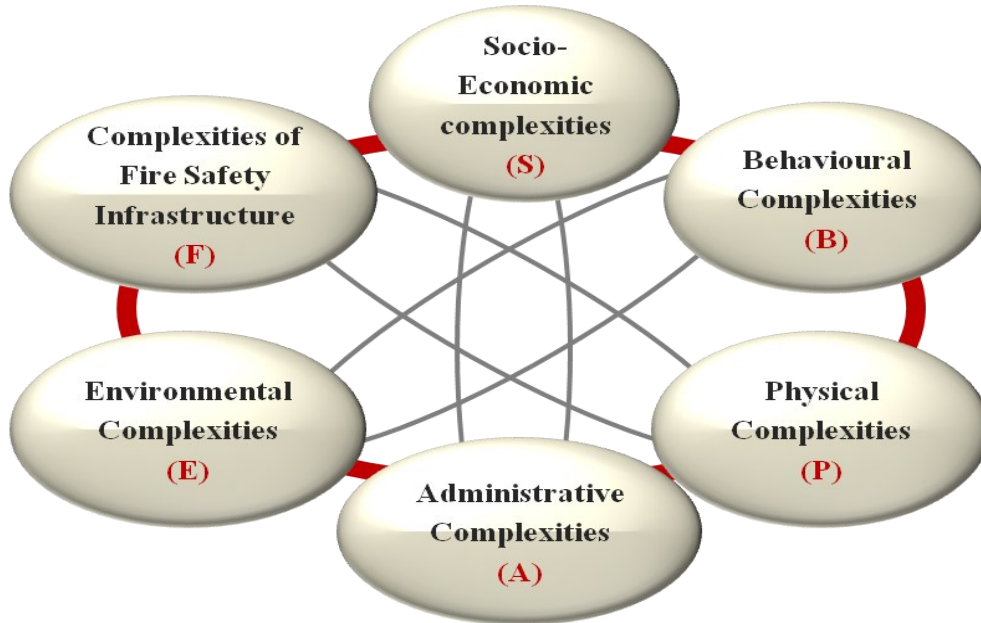 Socio-
Economic
complexities
(S)
Behavioural
Complexities
(B)
Physical
Complexities
(P)
Administrative
Complexities
(A)
Environmental
Complexities
(E)
Complexities of
Fire Safety
Infrastructure
(F)